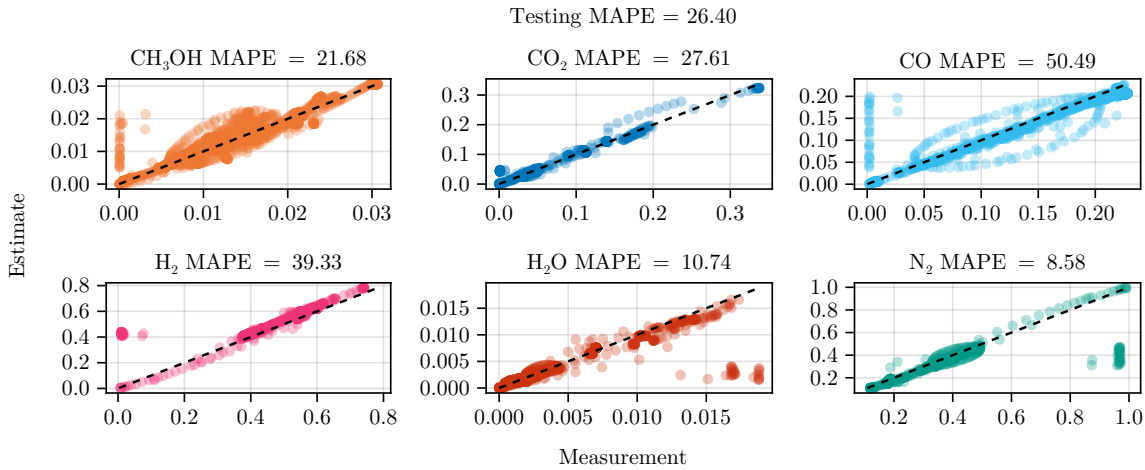 Testing MAPE = 26.40
CH₃OH MAPE = 21.68
CO₂ MAPE = 27.61
CO MAPE = 50.49
0.03
0.02
0.01
0.00
0.00 0.01 0.02 0.03
0.3
0.2
0.1
0.0
0.0 0.1 0.2 0.3
0.20
0.15
0.10
0.05
0.00
0.00 0.05 0.10 0.15 0.20
Estimate
H₂ MAPE = 39.33
H₂O MAPE = 10.74
N₂ MAPE = 8.58
0.8
0.6
0.4
0.2
0.0
0.0 0.2 0.4 0.6 0.8
0.015
0.010
0.005
0.000
0.000 0.005 0.010 0.015
1.0
0.8
0.6
0.4
0.2
0.2 0.4 0.6 0.8 1.0
Measurement